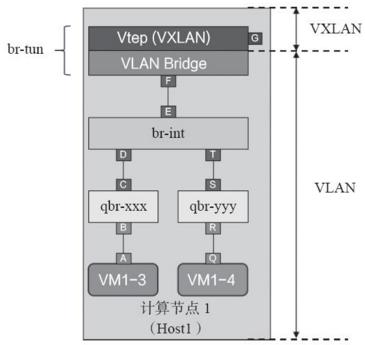 Vtep (VXLAN)
G
VXLAN
br-tun
VLAN Bridge
F
E
br-int
D
T
VLAN
C
S
qbr-xxx
qbr-yyy
B
R
A
Q
VM1-3
VM1-4
计算节点 1
（Host1）